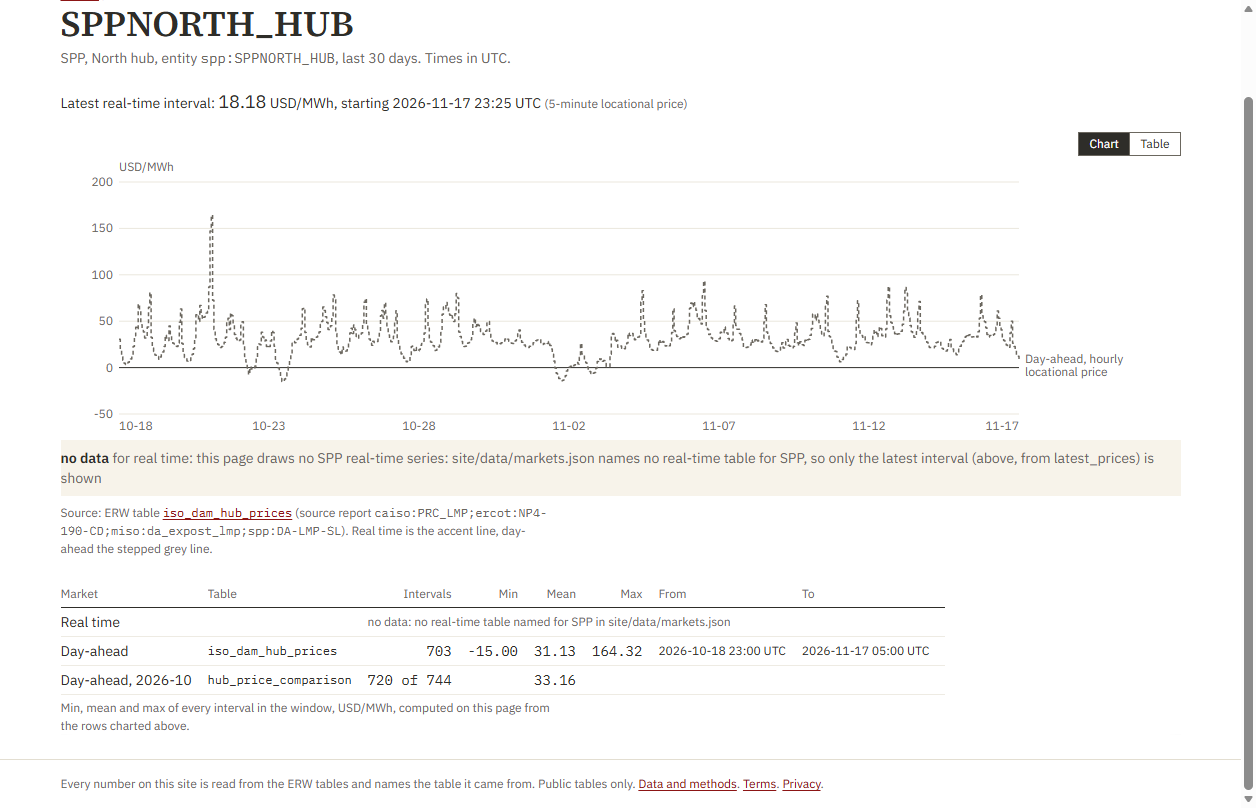 SPPNORTH_HUB
SPP, North hub, entity spp:SPPNORTH_HUB, last 30 days. Times in UTC.
Latest real-time interval: 18.18 USD/MWh, starting 2026-11-17 23:25 UTC (5-minute locational price)
Chart Table
USD/MWh
200
150
100
50
0
-50
Day-ahead, hourly
locational price
10-18 10-23 10-28 11-02 11-07 11-12 11-17
no data for real time: this page draws no SPP real-time series: site/data/markets.json names no real-time table for SPP, so only the latest interval (above, from latest_prices) is
shown
Source: ERW table iso_dam_hub_prices (source report caiso:PRC_LMP;ercot:NP4-
190-CD;miso:da_expost_lmp;spp:DA-LMP-SL). Real time is the accent line, day-
ahead the stepped grey line.
Market Table Intervals Min Mean Max From To
Real time no data: no real-time table named for SPP in site/data/markets.json
Day-ahead iso_dam_hub_prices 703 -15.00 31.13 164.32 2026-10-18 23:00 UTC 2026-11-17 05:00 UTC
Day-ahead, 2026-10 hub_price_comparison 720 of 744 33.16
Min, mean and max of every interval in the window, USD/MWh, computed on this page from
the rows charted above.
Every number on this site is read from the ERW tables and names the table it came from. Public tables only. Data and methods. Terms. Privacy.